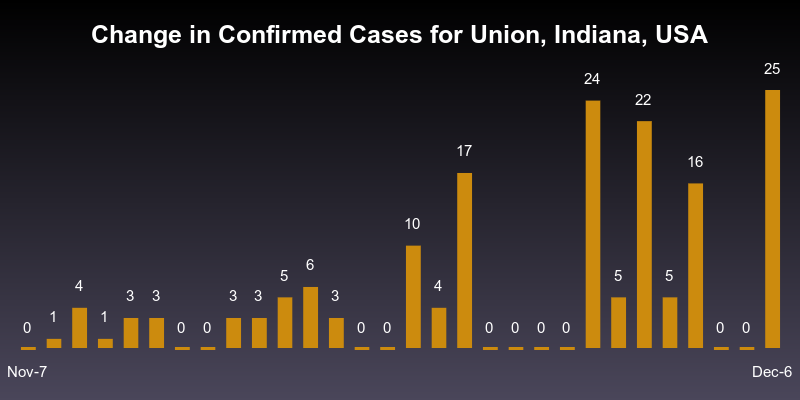 Change in Confirmed Cases for Union, Indiana, USA
0 1 4 1 3 3 0 0 3 3 5 6 3 0 0 10 4 17 0 0 0 0 24 5 22 5 16 0 0 25
Nov-7 Dec-6